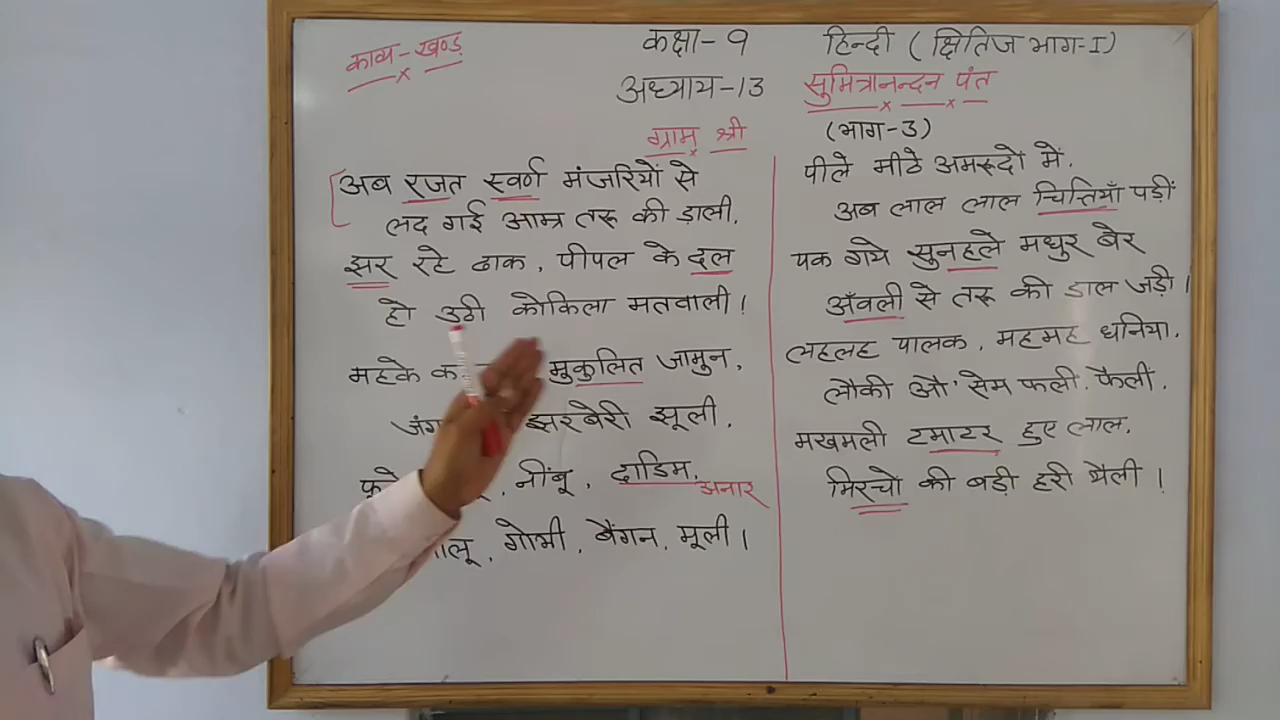 काव्य-खण्ड़
कक्षा-9 हिन्दी (क्षितिज भाग-I)
अध्याय-13 सुमित्रानन्दन पंत
ग्राम श्री (भाग-3)
अब रजत स्वर्ण मंजरियों से
लद गई आम्र तरू की ड़ाली,
झर रहे ढाक, पीपल के दल
हो उठी कोकिला मतवाली!
महके मुकुलित जामुन,
झरबेरी झूली,
नींबू, दाडिम,
अनार
गोभी, बैंगन, मूली।
पीले मीठे अमरूदों में,
अब लाल लाल चित्तियाँ पड़ीं
पक गये सुनहले मधुर बेर
अँवली से तरू की डाल जड़ी।
लहलह पालक, महमह धनिया,
लौकी औ' सेम फली, फैली,
मखमली टमाटर हुए लाल,
मिरचो की बड़ी हरी थैली।